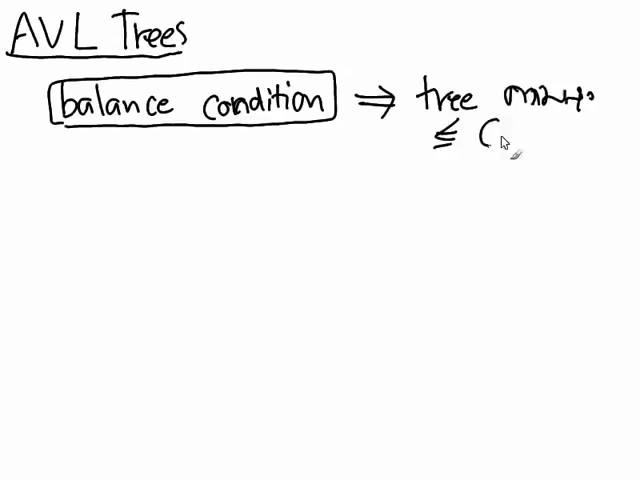 AVL Trees
balance condition ⇒ tree
≤ C